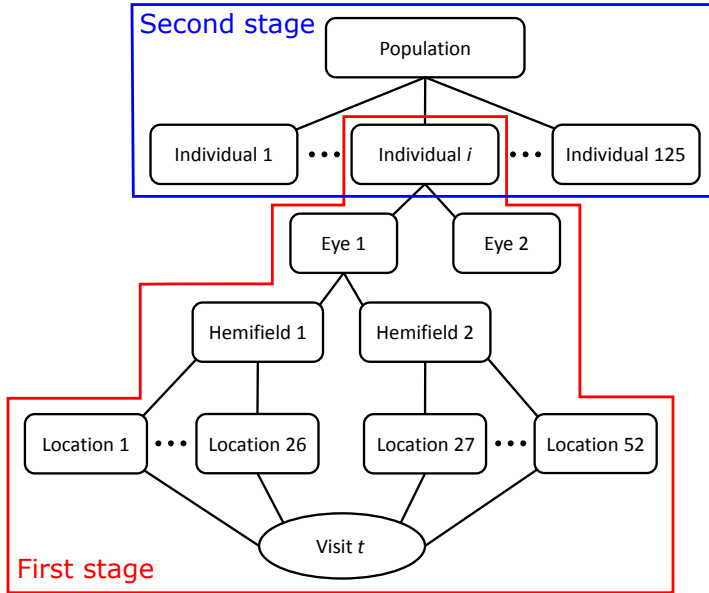 Second stage
Population
Individual 1
Individual i
Individual 125
Eye 1
Eye 2
Hemifield 1
Hemifield 2
Location 1
Location 26
Location 27
Location 52
Visit t
First stage